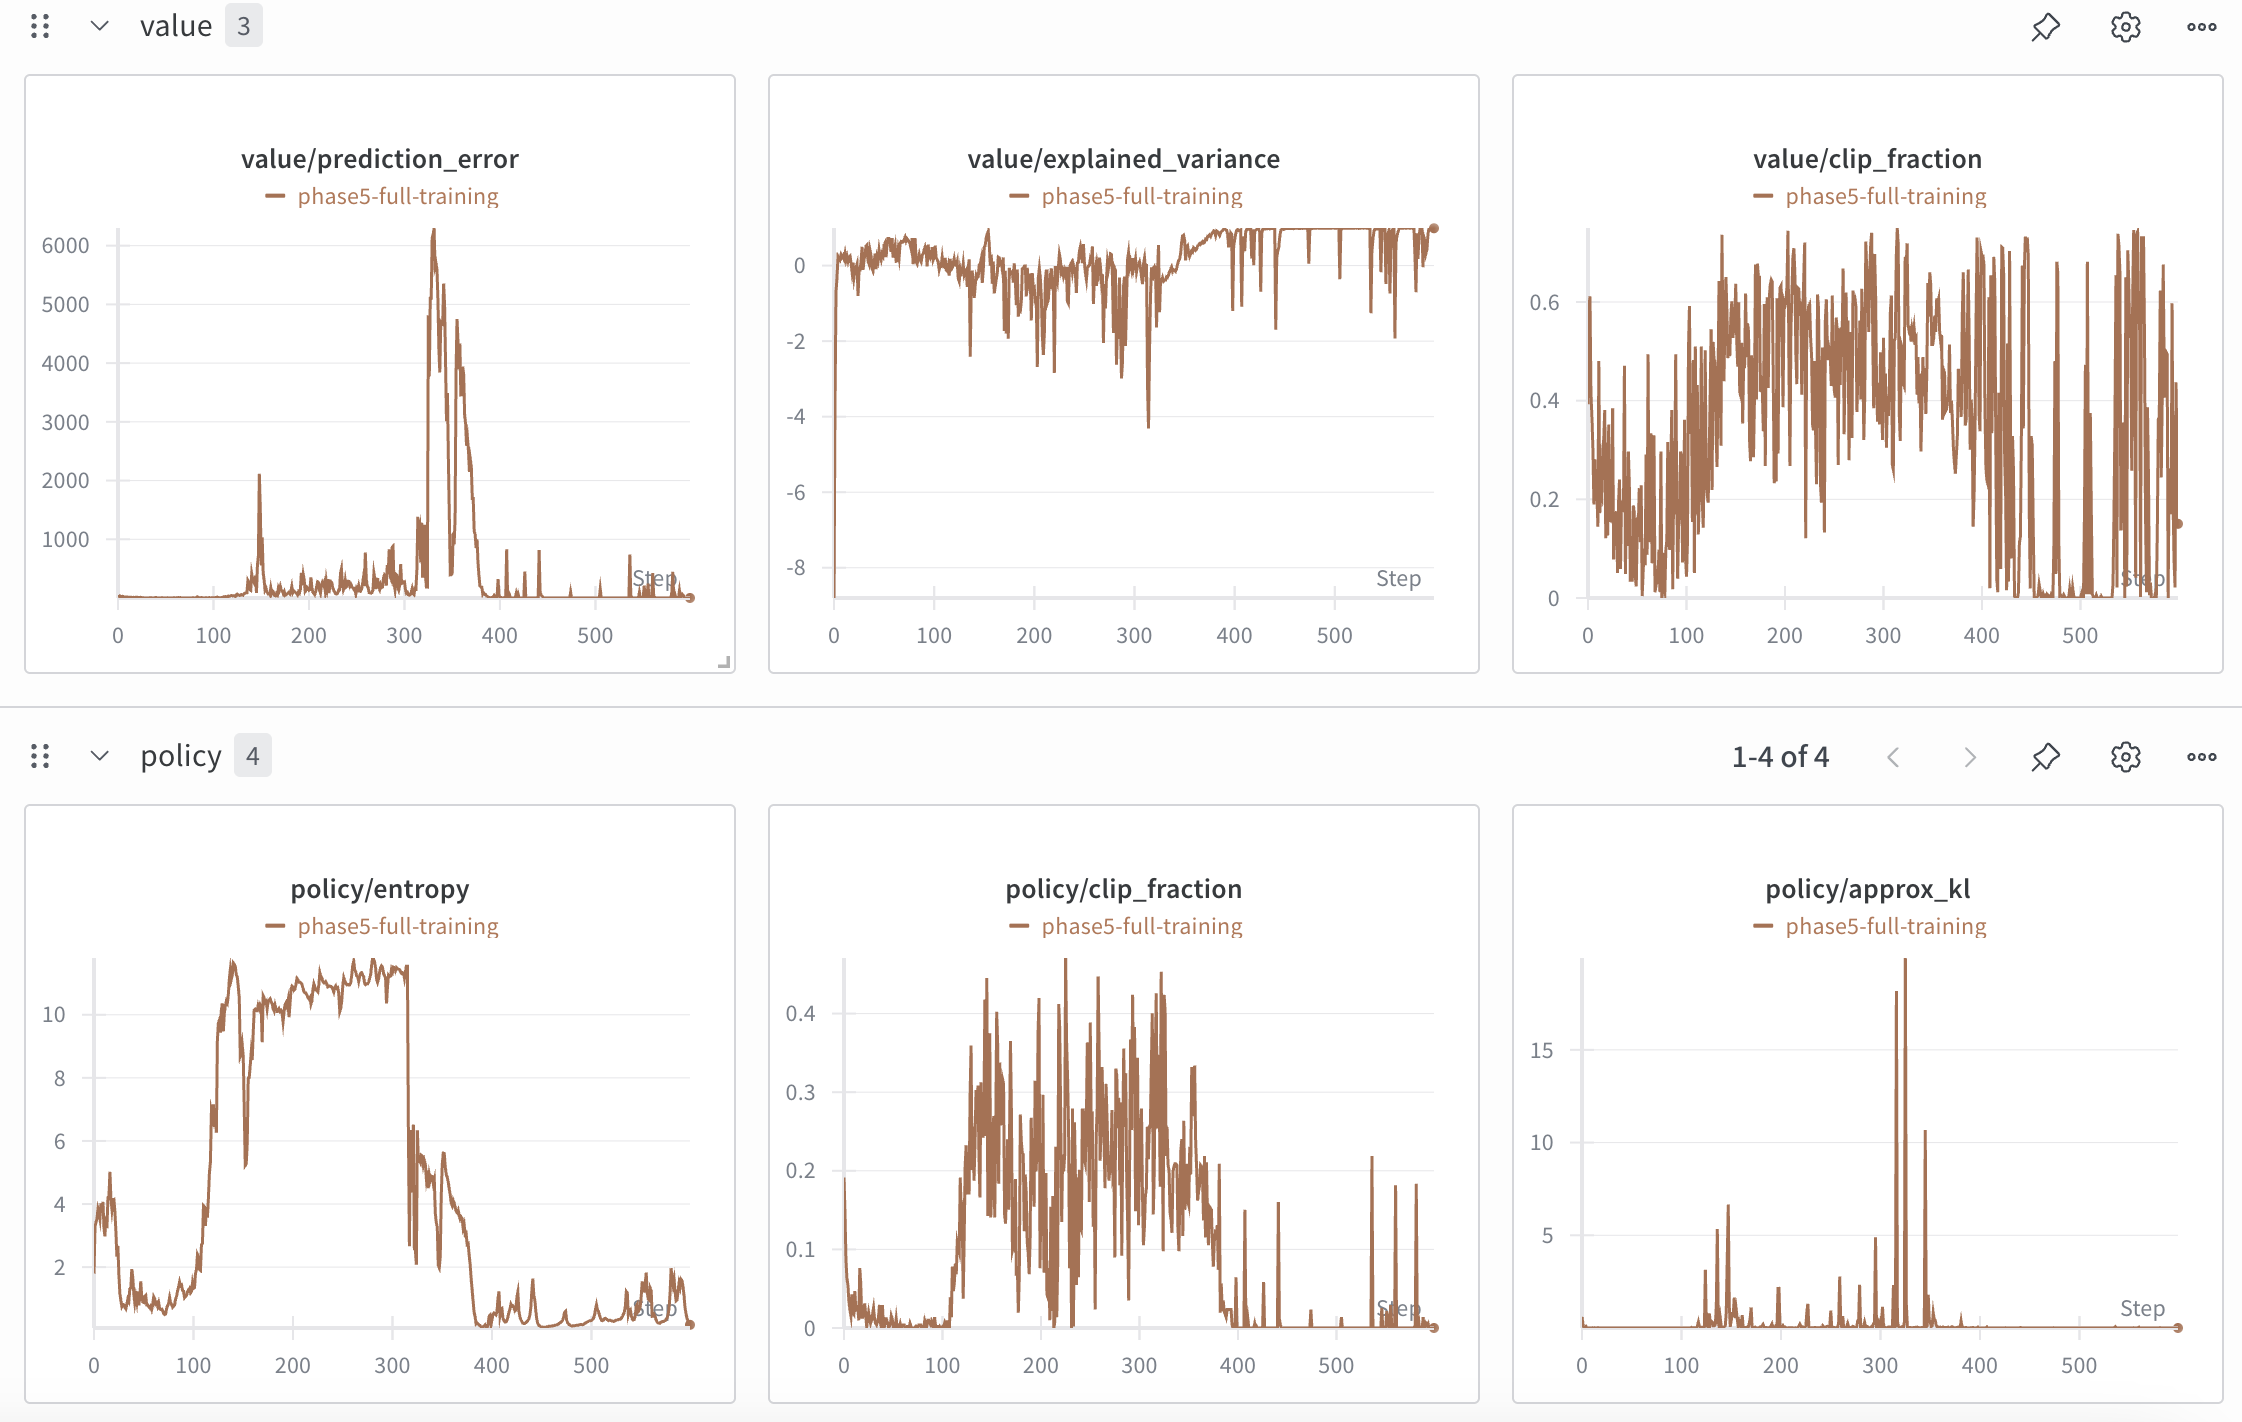 value 3
value/prediction_error
phase5-full-training
6000
5000
4000
3000
2000
1000
Step
0 100 200 300 400 500
value/explained_variance
phase5-full-training
0
-2
-4
-6
-8
Step
0 100 200 300 400 500
value/clip_fraction
phase5-full-training
0.6
0.4
0.2
0
Step
0 100 200 300 400 500
policy 4
1-4 of 4
policy/entropy
phase5-full-training
10
8
6
4
2
Step
0 100 200 300 400 500
policy/clip_fraction
phase5-full-training
0.4
0.3
0.2
0.1
0
Step
0 100 200 300 400 500
policy/approx_kl
phase5-full-training
15
10
5
Step
0 100 200 300 400 500